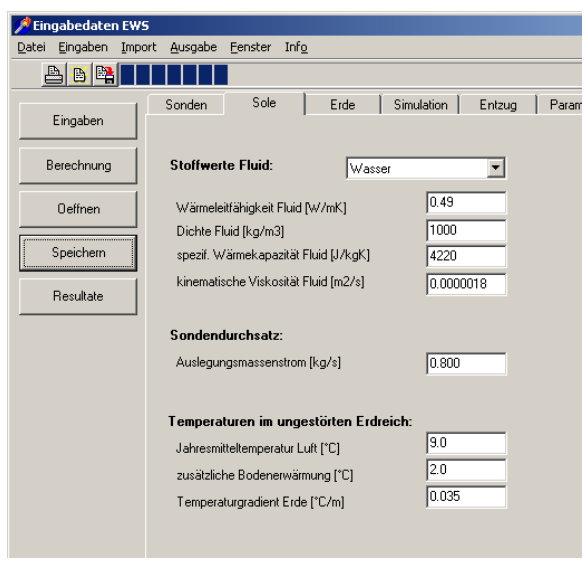 Eingabedaten EWS
Datei Eingaben Import Ausgabe Fenster Info
Sonden Sole Erde Simulation Entzug Param
Eingaben
Berechnung
Oeffnen
Speichern
Resultate
Stoffwerte Fluid: Wasser
Wärmeleitfähigkeit Fluid [W/mK] 0.49
Dichte Fluid [kg/m3] 1000
spezif. Wärmekapazität Fluid [J/kgK] 4220
kinematische Viskosität Fluid [m2/s] 0.0000018
Sondendurchsatz:
Auslegungsmassenstrom [kg/s] 0.800
Temperaturen im ungestörten Erdreich:
Jahresmitteltemperatur Luft [°C] 9.0
zusätzliche Bodenerwärmung [°C] 2.0
Temperaturgradient Erde [°C/m] 0.035